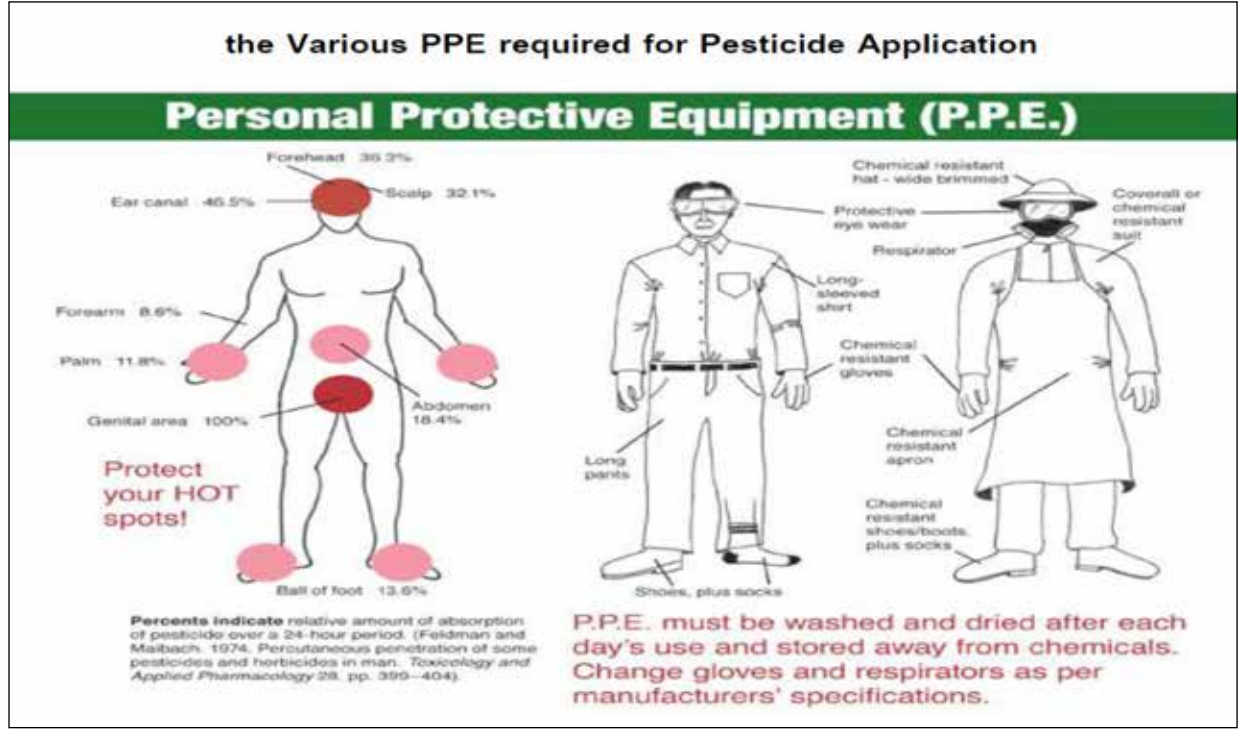 the Various PPE required for Pesticide Application
Personal Protective Equipment (P.P.E.)
Forehead 36.3%
Scalp 32.1%
Ear canal 46.5%
Forearm 8.6%
Palm 11.8%
Genital area 100%
Abdomen
18.4%
Protect
your HOT
spots!
Ball of foot 13.6%
Percents indicate relative amount of absorption
of pesticide over a 24-hour period. (Feldman and
Maibach. 1974. Percutaneous penetration of some
pesticides and herbicides in man. Toxicology and
Applied Pharmacology 28. pp. 399–404).
Chemical resistant
hat - wide brimmed
Protective
eye wear
Respirator
Coverall or
chemical
resistant
suit
Long-
sleeved
shirt
Chemical
resistant
gloves
Long
pants
Chemical
resistant
apron
Chemical
resistant
shoes/boots,
plus socks
Shoes, plus socks
P.P.E. must be washed and dried after each
day's use and stored away from chemicals.
Change gloves and respirators as per
manufacturers' specifications.